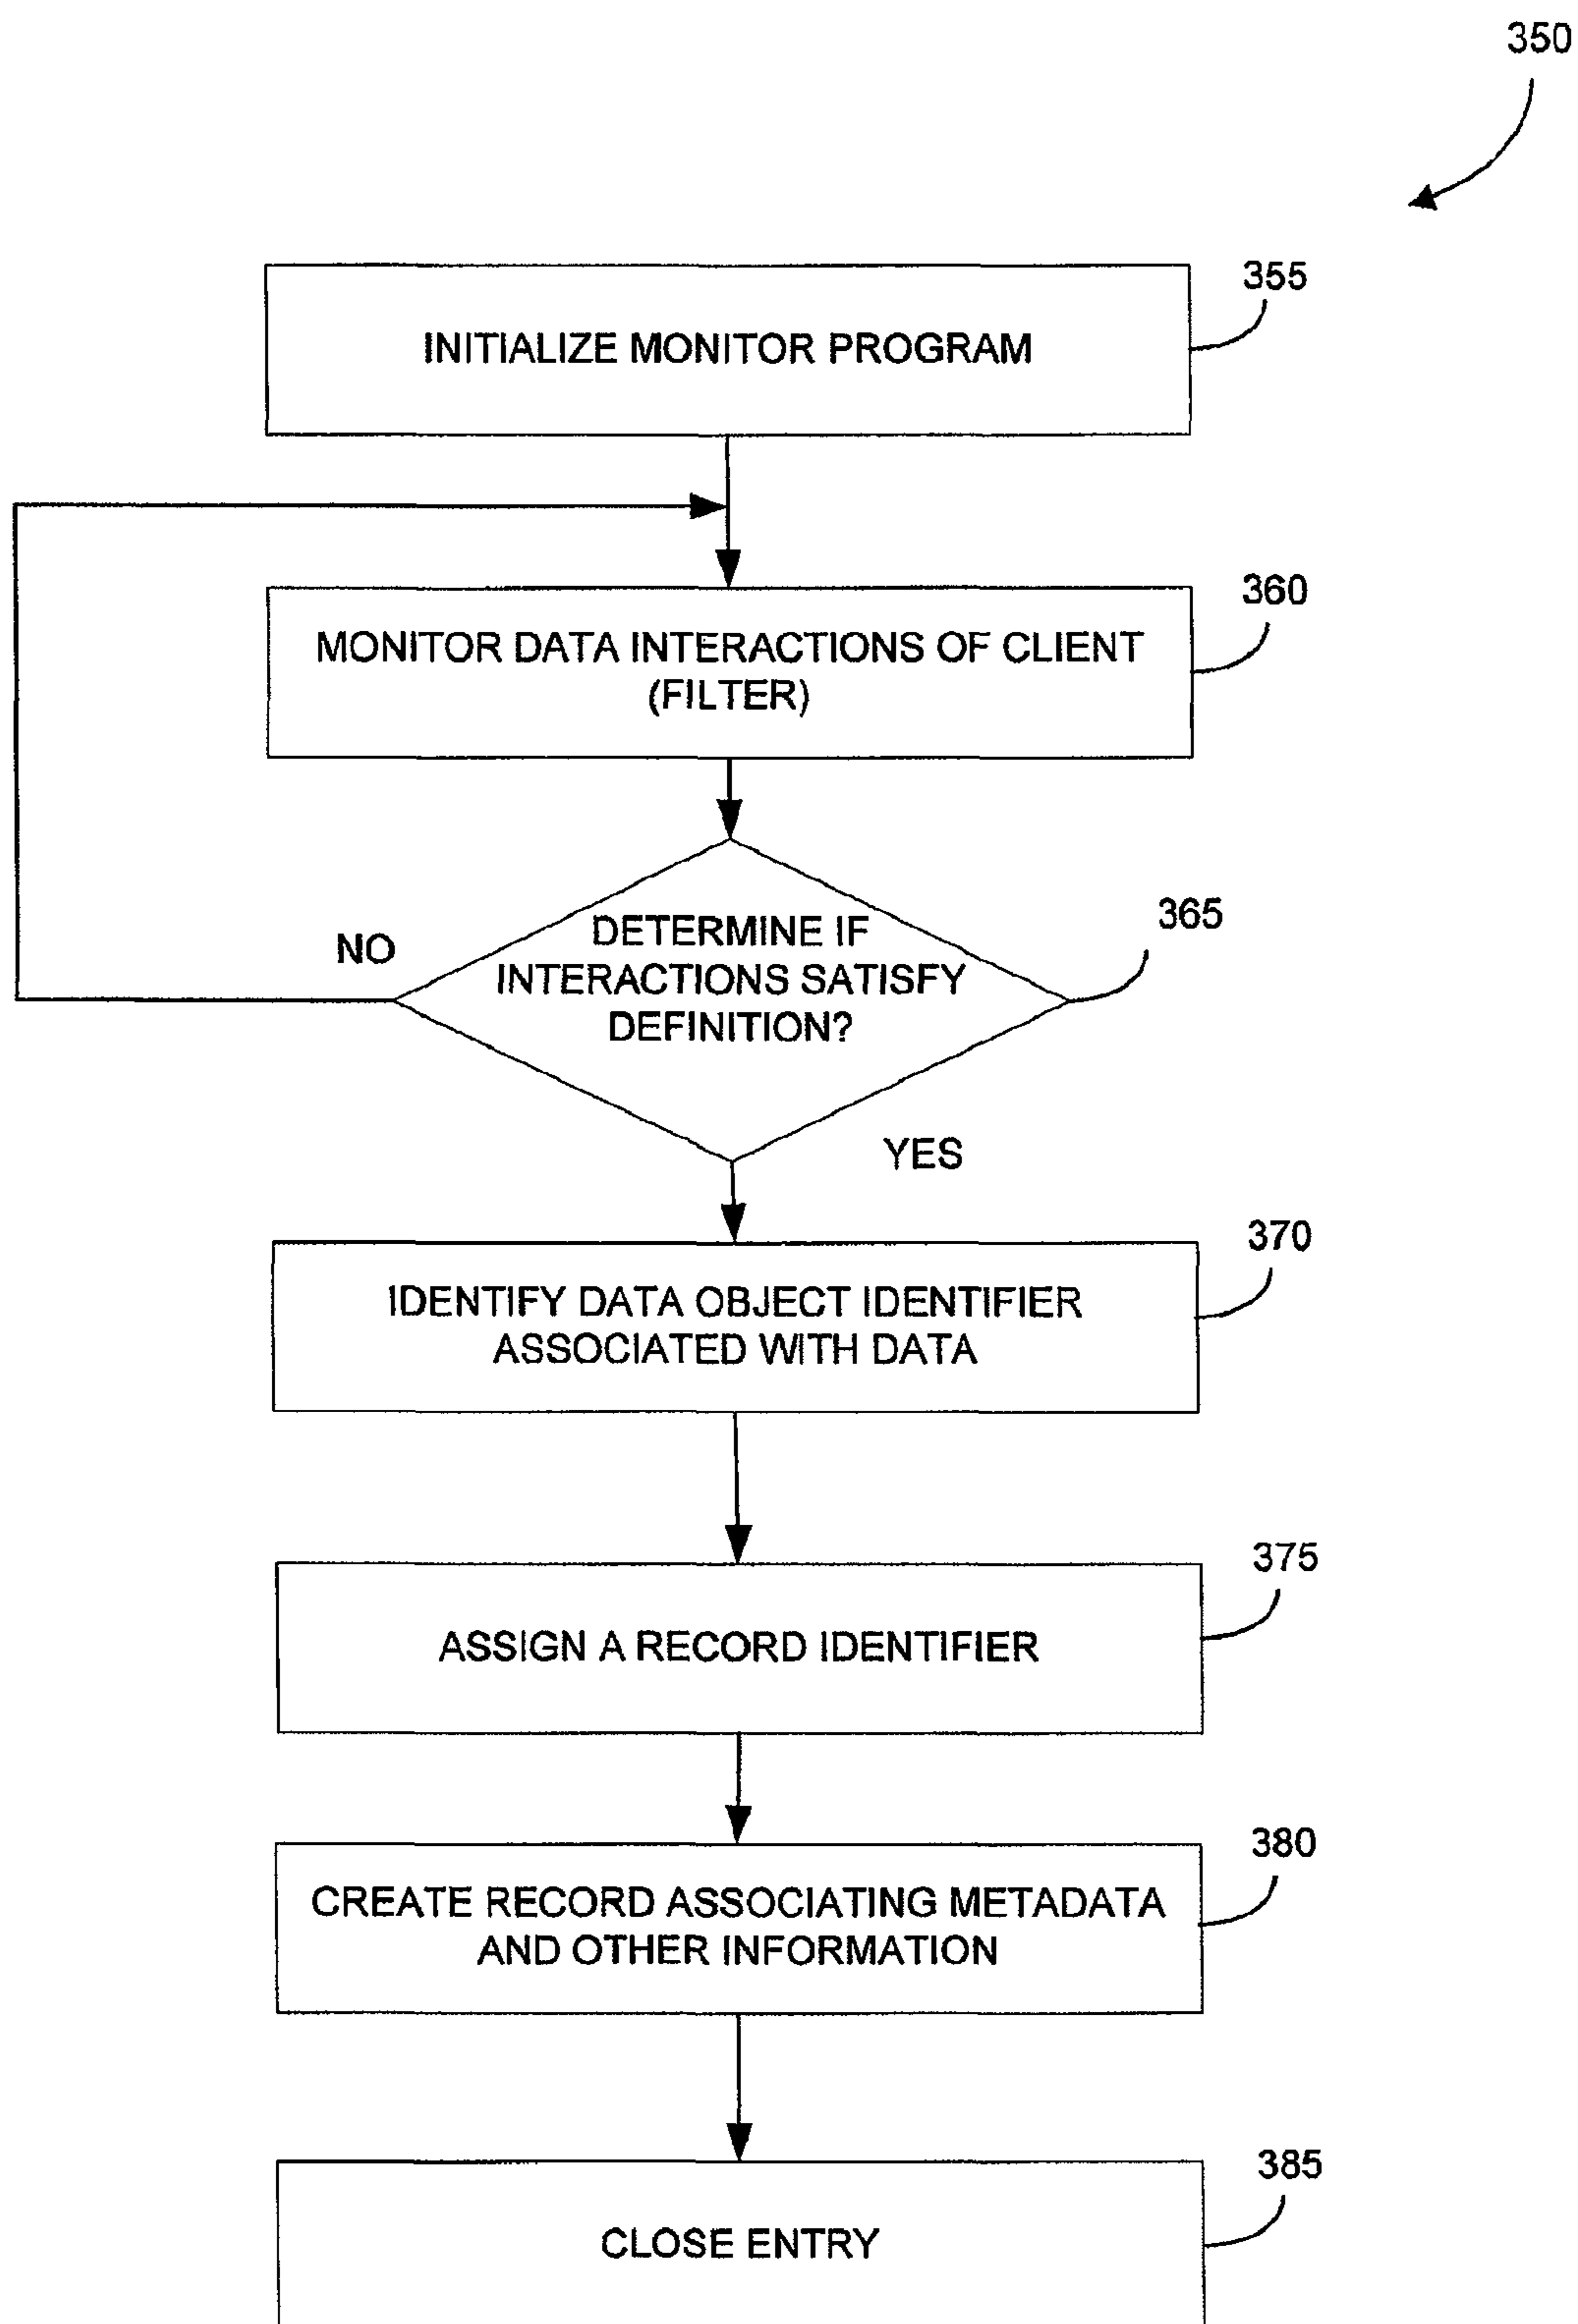 350
355
INITIALIZE MONITOR PROGRAM
360
MONITOR DATA INTERACTIONS OF CLIENT
(FILTER)
365
NO
DETERMINE IF
INTERACTIONS SATISFY
DEFINITION?
YES
370
IDENTIFY DATA OBJECT IDENTIFIER
ASSOCIATED WITH DATA
375
ASSIGN A RECORD IDENTIFIER
380
CREATE RECORD ASSOCIATING METADATA
AND OTHER INFORMATION
385
CLOSE ENTRY